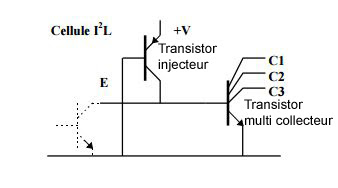 Cellule I²L
+V
Transistor
injecteur
C1
C2
C3
E
Transistor
multi collecteur